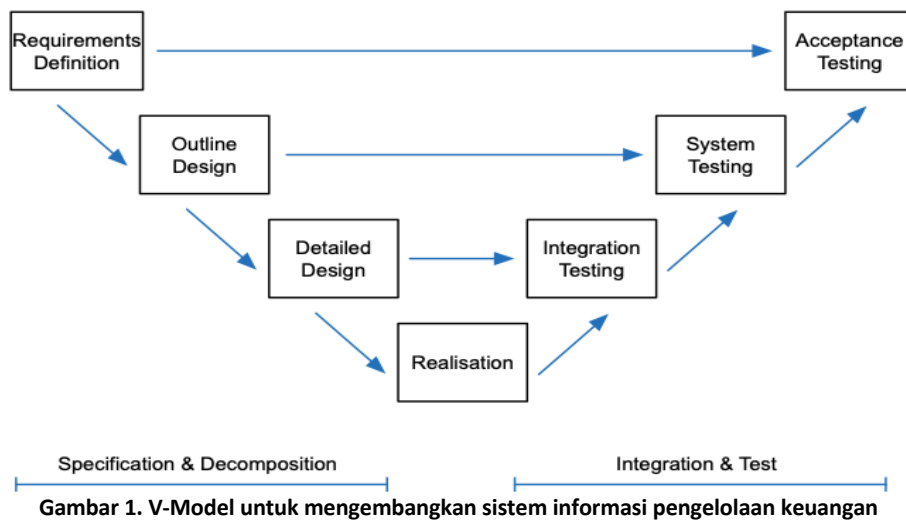 Requirements
Definition
Acceptance
Testing
Outline
Design
System
Testing
Detailed
Design
Integration
Testing
Realisation
Specification & Decomposition
Integration & Test
Gambar 1. V-Model untuk mengembangkan sistem informasi pengelolaan keuangan